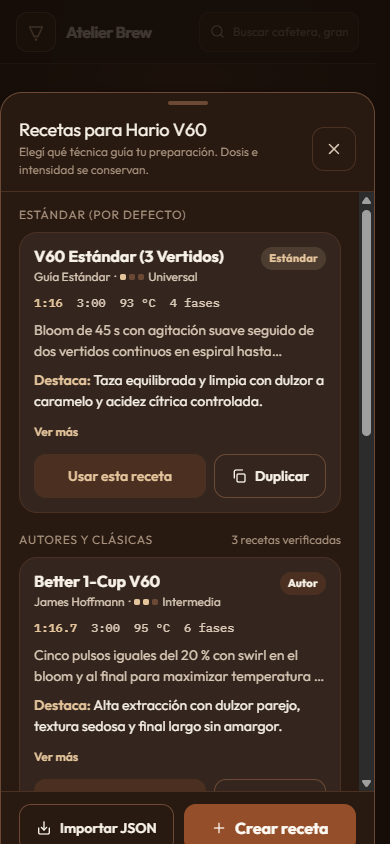 Atelier Brew
Buscar cafetera, gran
Recetas para Hario V60
Elegí qué técnica guía tu preparación. Dosis e
intensidad se conservan.
ESTÁNDAR (POR DEFECTO)
V60 Estándar (3 Vertidos)
Estándar
Guía Estándar · Universal
1:16 3:00 93 °C 4 fases
Bloom de 45 s con agitación suave seguido de
dos vertidos continuos en espiral hasta...
Destaca: Taza equilibrada y limpia con dulzor a
caramelo y acidez cítrica controlada.
Ver más
Usar esta receta
Duplicar
AUTORES Y CLÁSICAS
3 recetas verificadas
Better 1-Cup V60
Autor
James Hoffmann · Intermedia
1:16.7 3:00 95 °C 6 fases
Cinco pulsos iguales del 20 % con swirl en el
bloom y al final para maximizar temperatura ...
Destaca: Alta extracción con dulzor parejo,
textura sedosa y final largo sin amargor.
Ver más
Importar JSON
+ Crear receta